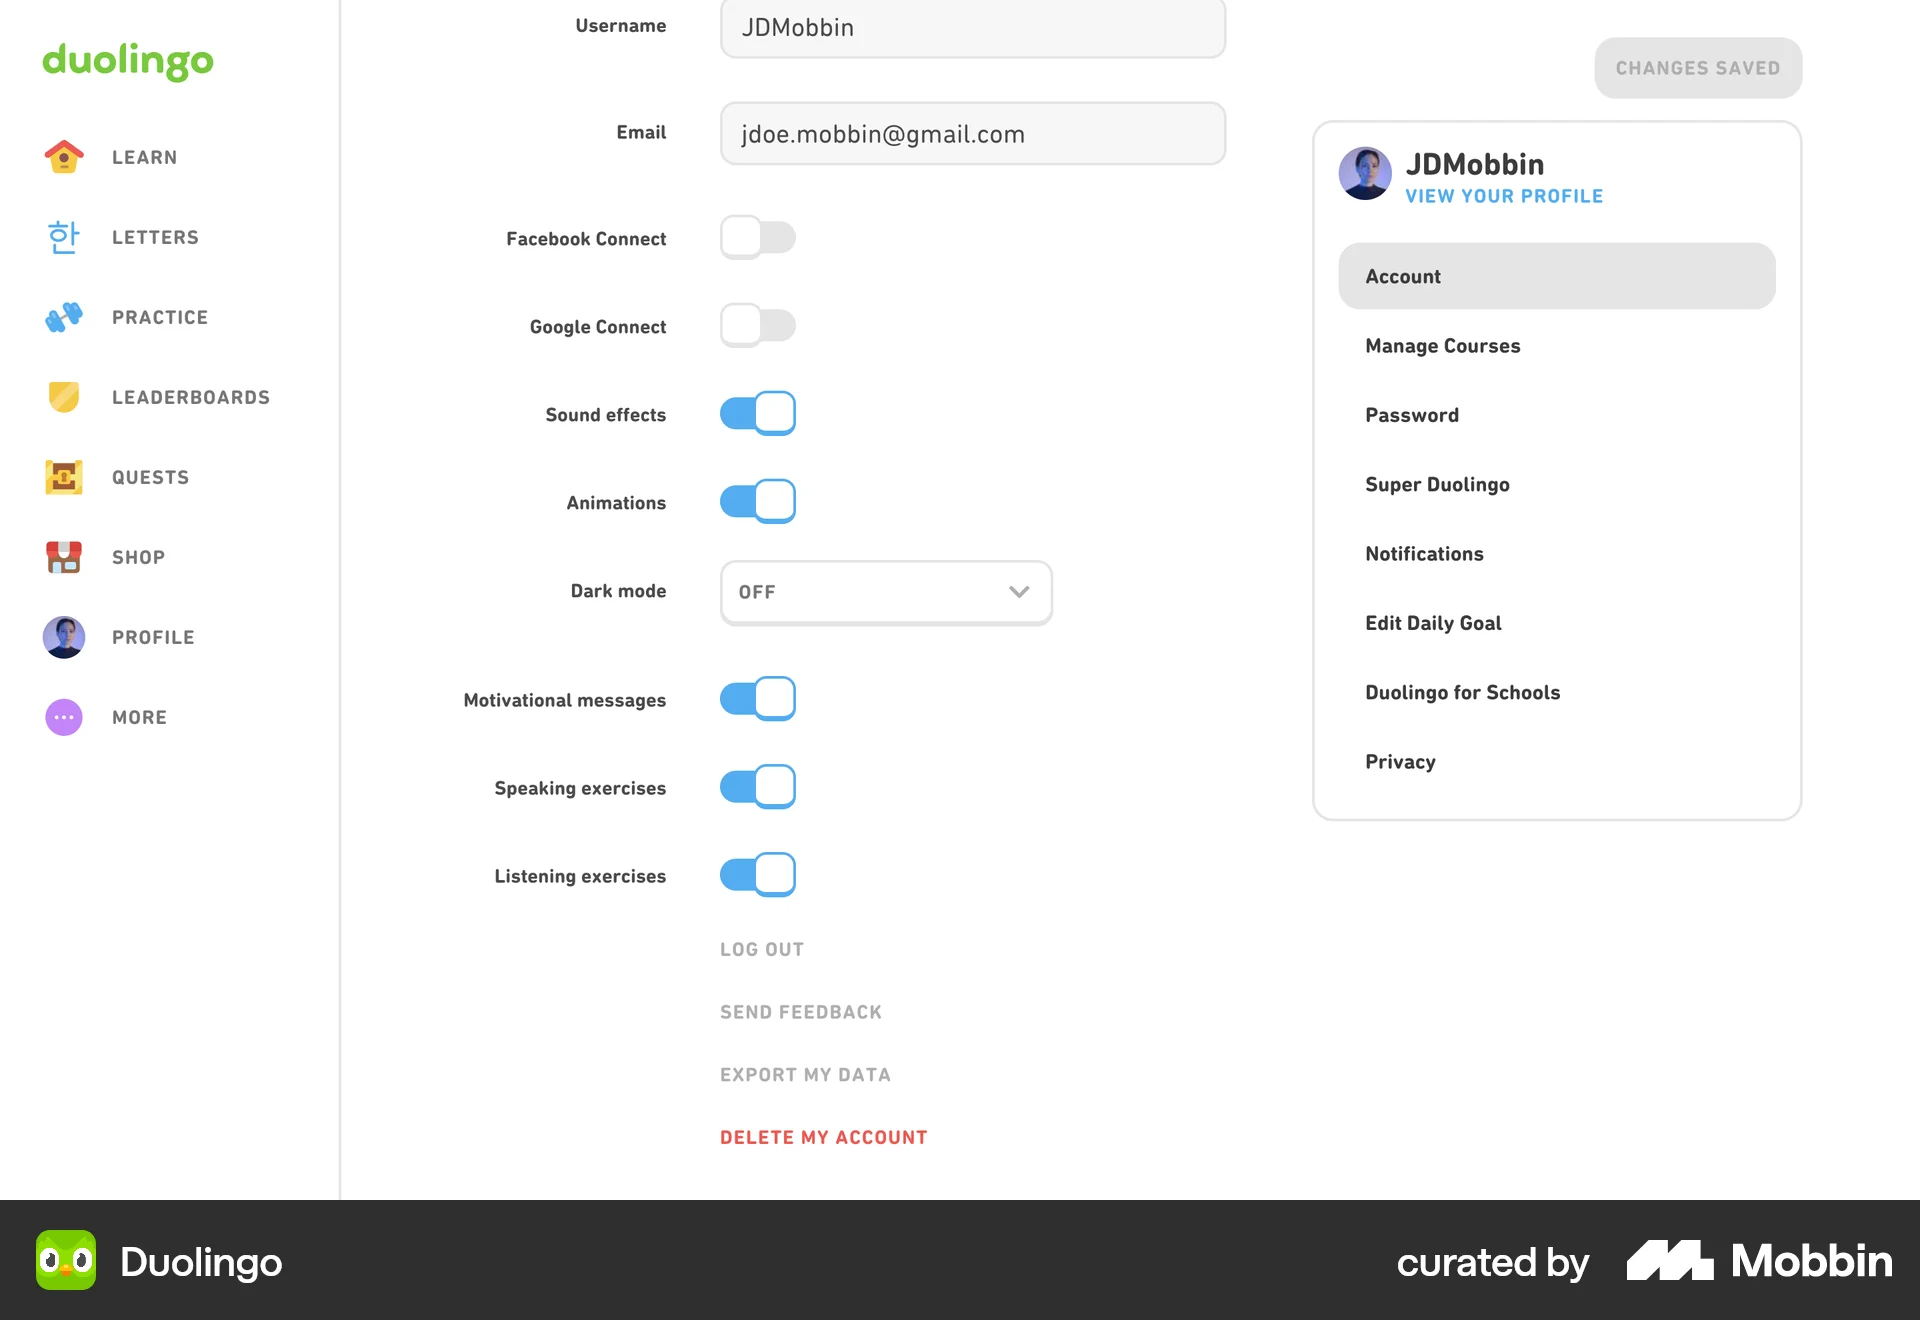 duolingo
LEARN
한
LETTERS
PRACTICE
LEADERBOARDS
QUESTS
SHOP
PROFILE
MORE
Username
JDMobbin
Email
jdoe.mobbin@gmail.com
Facebook Connect
Google Connect
Sound effects
Animations
Dark mode
OFF
Motivational messages
Speaking exercises
Listening exercises
LOG OUT
SEND FEEDBACK
EXPORT MY DATA
DELETE MY ACCOUNT
CHANGES SAVED
JDMobbin
VIEW YOUR PROFILE
Account
Manage Courses
Password
Super Duolingo
Notifications
Edit Daily Goal
Duolingo for Schools
Privacy
Duolingo
curated by
Mobbin